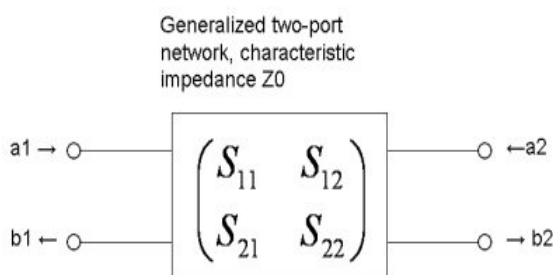 Generalized two-port
network, characteristic
impedance Z0
a1 → S11 S12 ←a2
b1 ← S21 S22 → b2